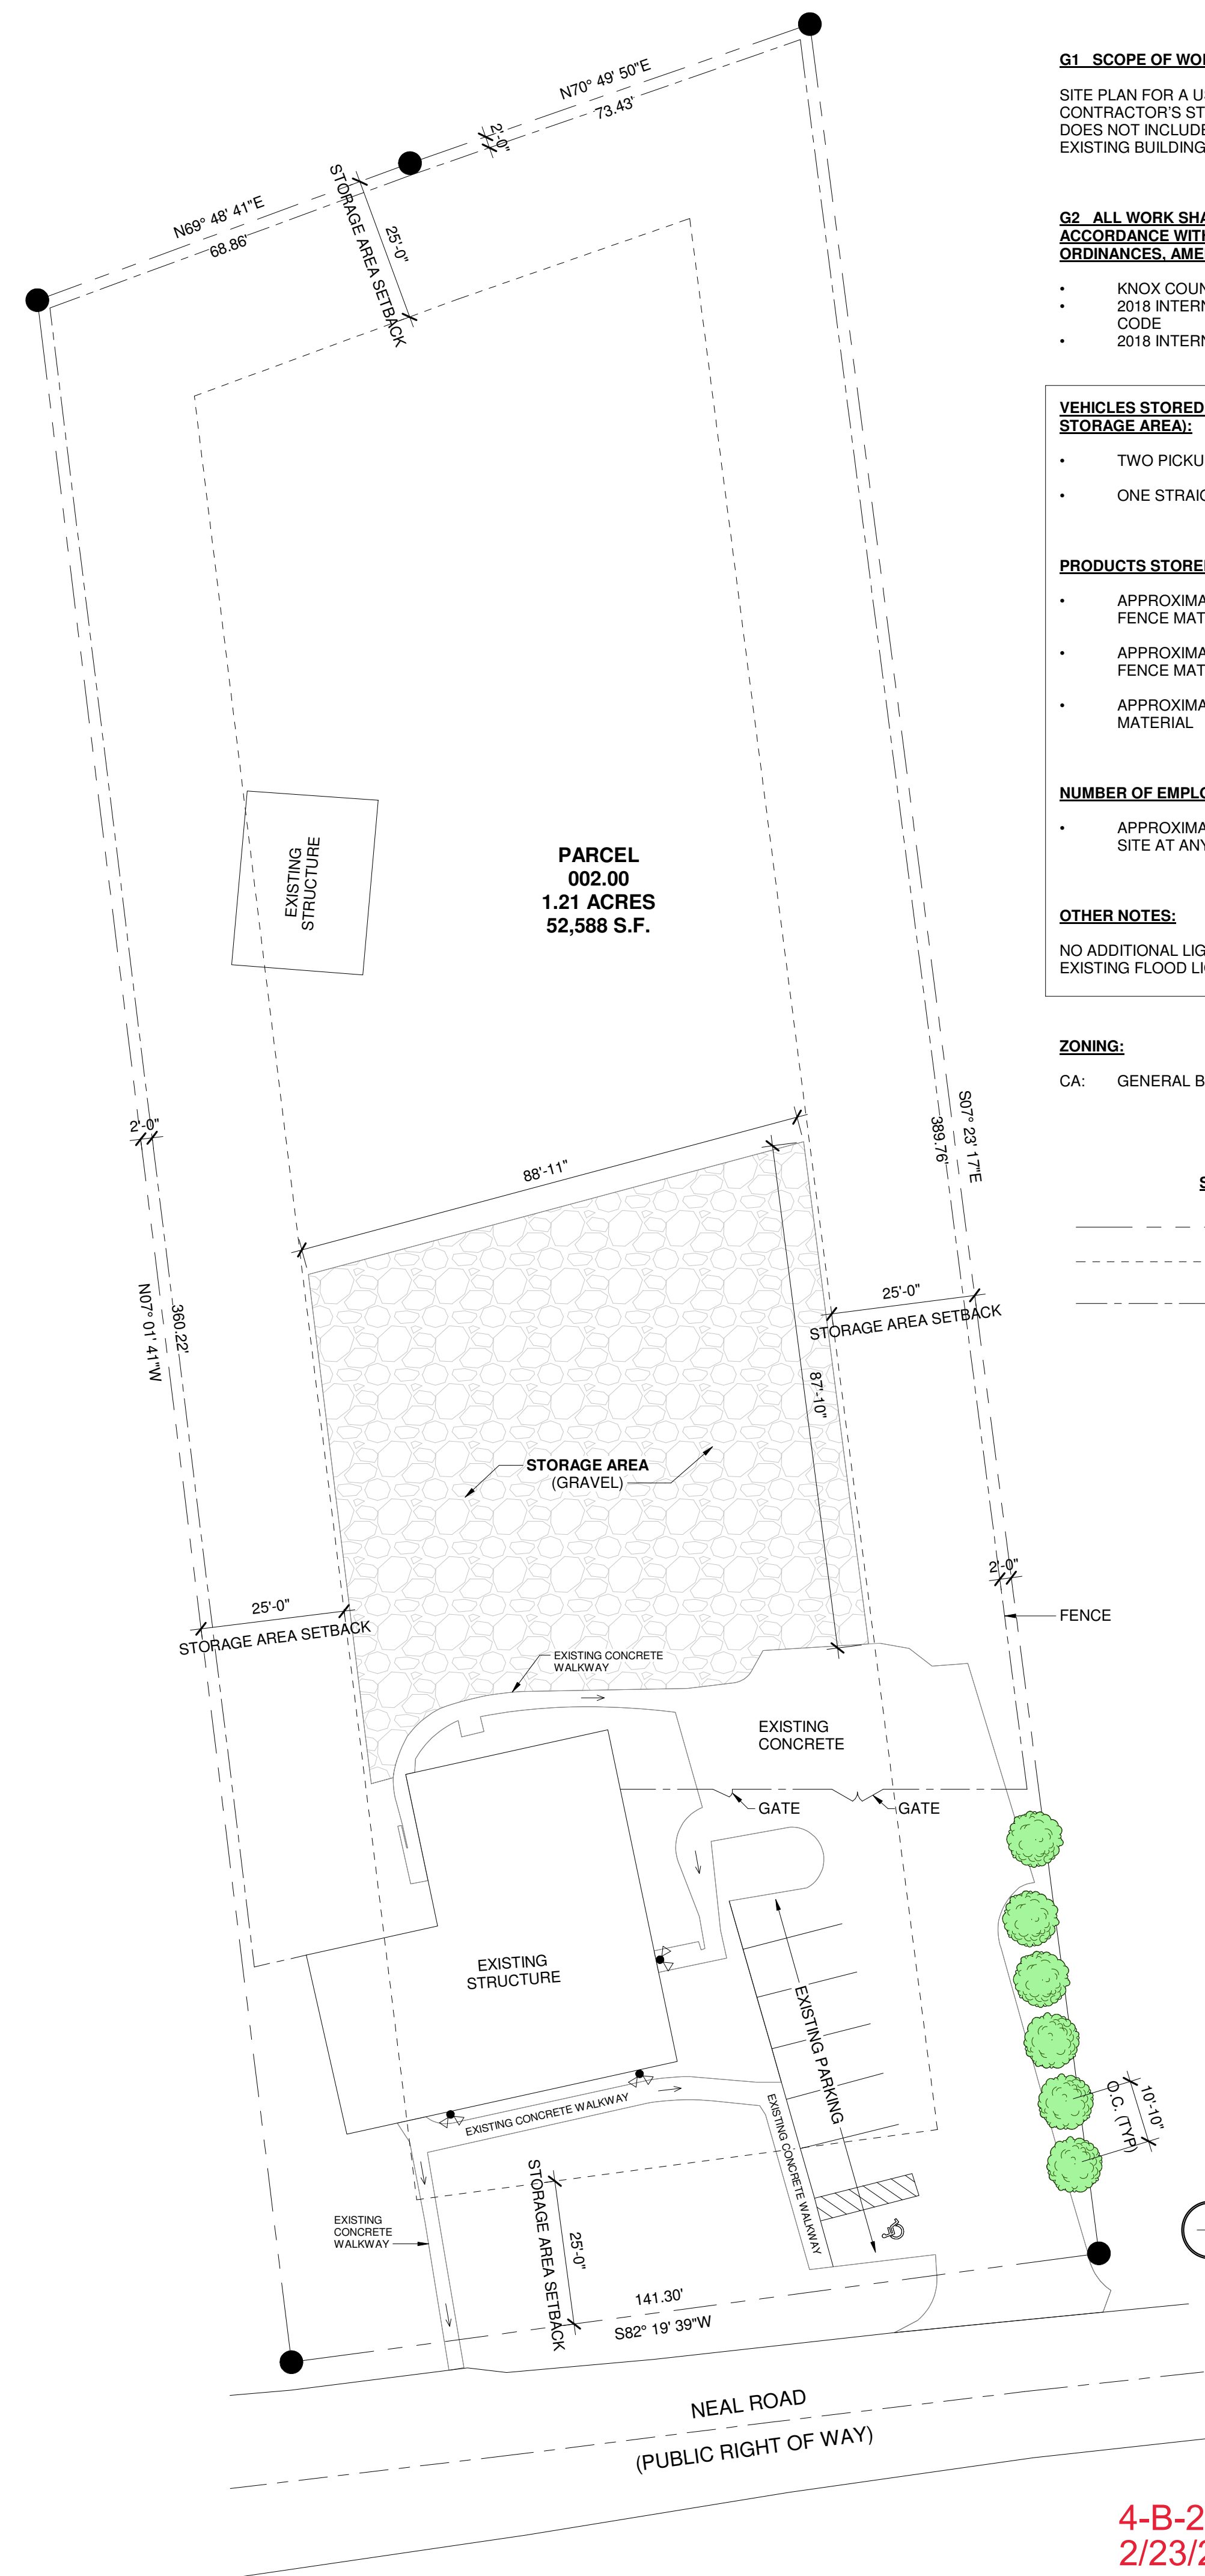 N70° 49' 50"E
73.43'
2'-0"
N69° 48' 41"E
68.86'
STORAGE AREA SETBACK
25'-0"
EXISTING
STRUCTURE
PARCEL
002.00
1.21 ACRES
52,588 S.F.
2'-0"
88'-11"
S07° 23' 17"E
389.76'
N07° 01' 41"W
360.22'
25'-0"
STORAGE AREA SETBACK
87'-10"
STORAGE AREA
(GRAVEL)
2'-0"
FENCE
25'-0"
STORAGE AREA SETBACK
EXISTING CONCRETE
WALKWAY
EXISTING
CONCRETE
GATE
GATE
EXISTING
STRUCTURE
EXISTING PARKING
EXISTING CONCRETE WALKWAY
EXISTING CONCRETE WALKWAY
10'-10"
O.C. (TYP)
EXISTING
CONCRETE
WALKWAY
STORAGE AREA SETBACK
25'-0"
141.30'
S82° 19' 39"W
NEAL ROAD
(PUBLIC RIGHT OF WAY)
G1 SCOPE OF WO
SITE PLAN FOR A U
CONTRACTOR'S ST
DOES NOT INCLUDE
EXISTING BUILDING
G2 ALL WORK SHA
ACCORDANCE WIT
ORDINANCES, AME
• KNOX COUN
• 2018 INTERN
CODE
• 2018 INTERN
VEHICLES STORED
STORAGE AREA):
• TWO PICKU
• ONE STRAI
PRODUCTS STORE
• APPROXIMA
FENCE MAT
• APPROXIMA
FENCE MAT
• APPROXIMA
MATERIAL
NUMBER OF EMPLO
• APPROXIMA
SITE AT ANY
OTHER NOTES:
NO ADDITIONAL LIG
EXISTING FLOOD LI
ZONING:
CA: GENERAL B
S
4-B-2
2/23/2